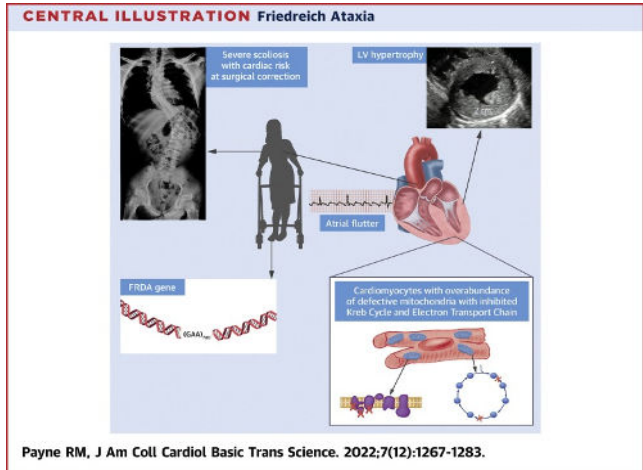 CENTRAL ILLUSTRATION Friedreich Ataxia
Severe scoliosis
with cardiac risk
at surgical correction
LV hypertrophy
Atrial flutter
FRDA gene
Cardiomyocytes with overabundance
of defective mitochondria with inhibited
Kreb Cycle and Electron Transport Chain
(GAA)
Payne RM, J Am Coll Cardiol Basic Trans Science. 2022;7(12):1267-1283.